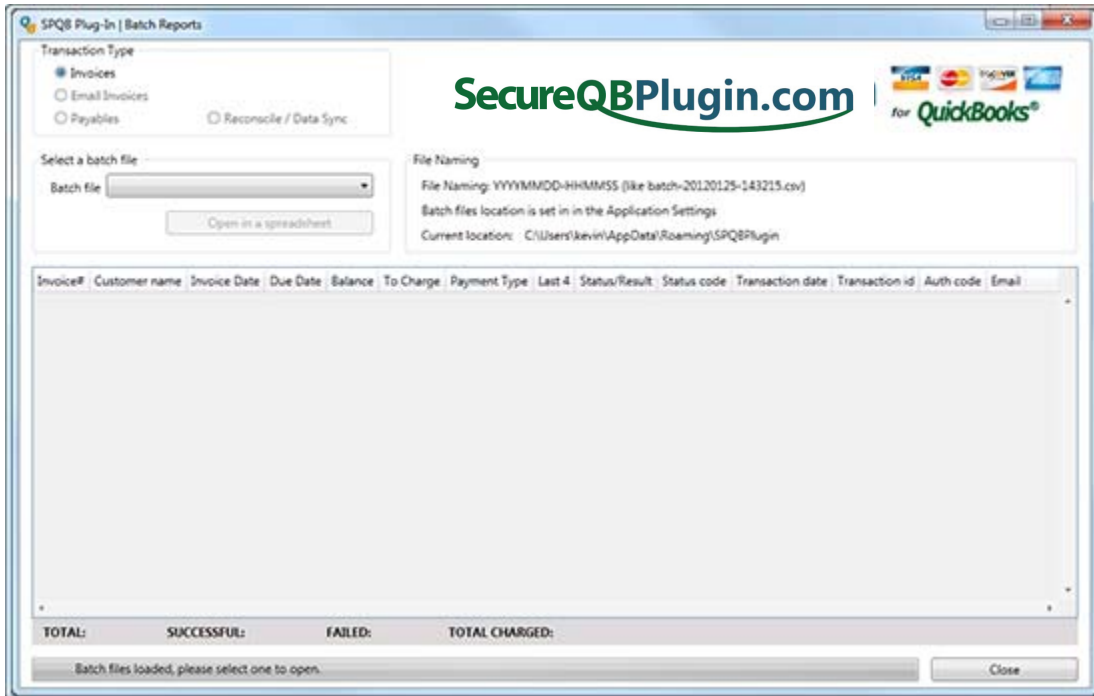 SPQB Plug-In | Batch Reports
Transaction Type
Invoices
Email Invoices
Payables
Reconcile / Data Sync
SecureQBPlugin.com
VISA
DISCOVER
for QuickBooks®
Select a batch file
Batch file
Open in a spreadsheet
File Naming
File Naming: YYYYMMDD-HHMMSS (like batch-20120125-143215.csv)
Batch files location is set in in the Application Settings
Current location: C:\Users\kevin\AppData\Roaming\SPQBPlugin
Invoice# Customer name Invoice Date Due Date Balance To Charge Payment Type Last 4 Status/Result Status code Transaction date Transaction id Auth code Email
TOTAL: SUCCESSFUL: FAILED: TOTAL CHARGED:
Batch files loaded, please select one to open.
Close